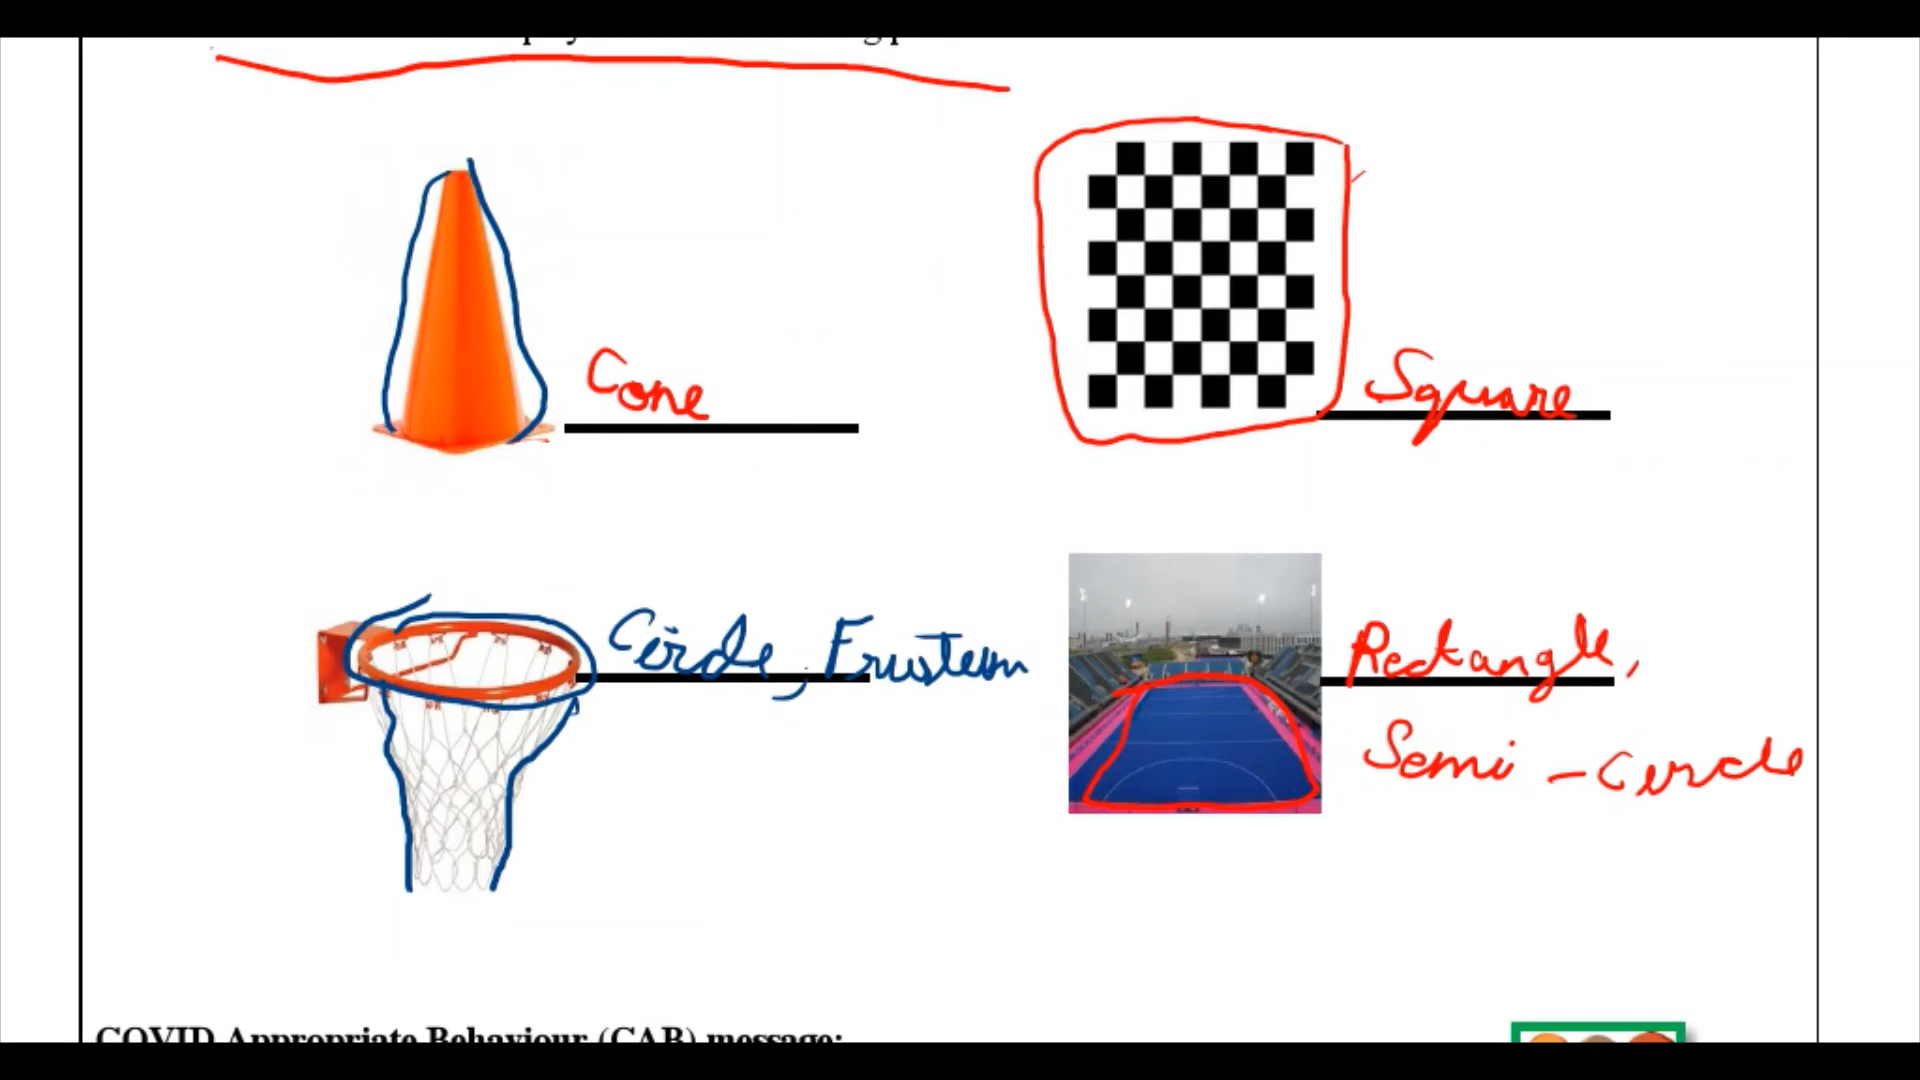 Cone
Square
Circle, Frustum
Rectangle,
Semi - Circle
COVID Appropriate Behaviour (CAB) message: